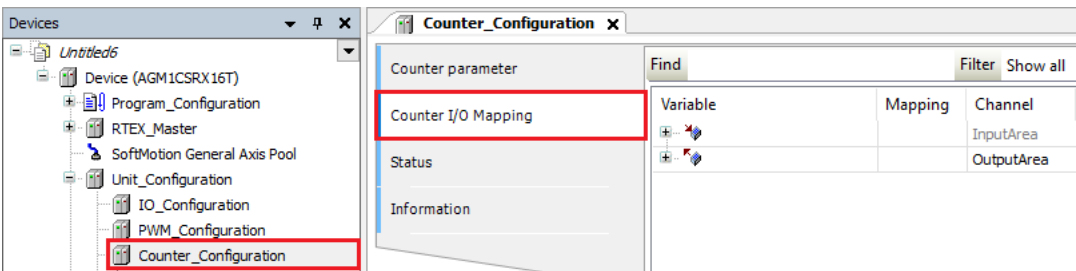 Devices
Untitled6
Device (AGM1CSRX16T)
Program_Configuration
RTEX_Master
SoftMotion General Axis Pool
Unit_Configuration
IO_Configuration
PWM_Configuration
Counter_Configuration
Counter_Configuration
Counter parameter
Counter I/O Mapping
Status
Information
Find Filter Show all
Variable Mapping Channel
InputArea
OutputArea